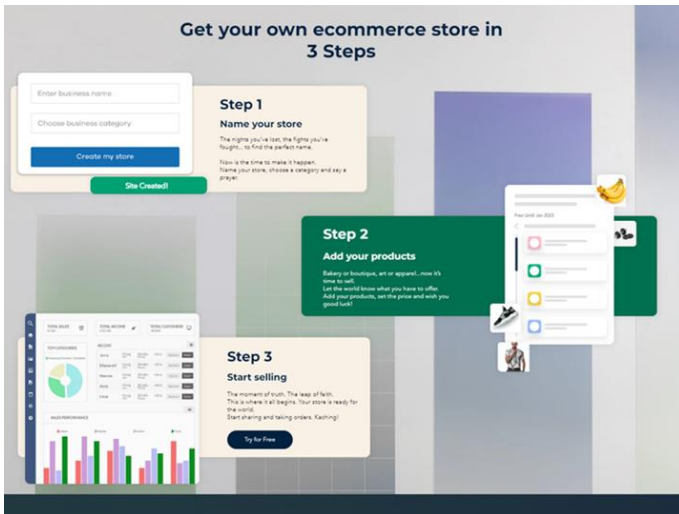 Get your own ecommerce store in
3 Steps
Enter business name
Choose business category
Create my store
Site Created!
Step 1
Name your store
The nights you've lost, the fights you've
fought... to find the perfect name.
Now is the time to make it happen.
Name your store, choose a category and say a
prayer.
Step 2
Add your products
Bakery or boutique, art or apparel...now it's
time to sell.
Let the world know what you have to offer.
Add your products, set the price and wish you
good luck!
Free Until Jan 2023
TOTAL SALES
TOTAL INCOME
TOTAL CUSTOMERS
TOP CATEGORIES
RECENT
SALES PERFORMANCE
Step 3
Start selling
The moment of truth. The leap of faith.
This is where it all begins. Your store is ready for
the world.
Start sharing and taking orders. Kaching!
Try for Free